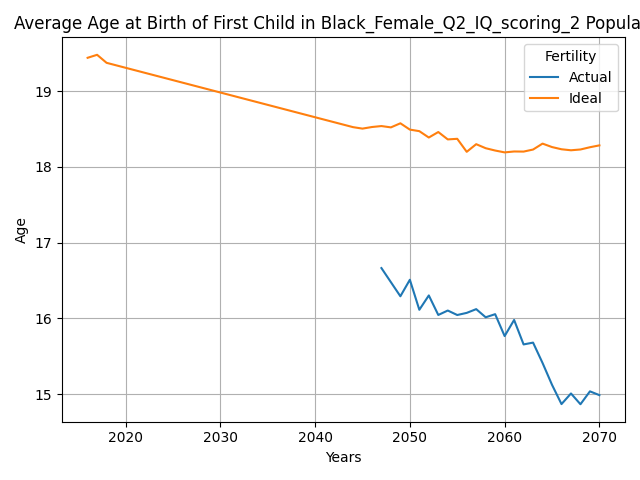 Average Age at Birth of First Child in Black_Female_Q2_IQ_scoring_2 Popula
Fertility
Actual
Ideal
19
18
17
16
15
Age
2020 2030 2040 2050 2060 2070
Years